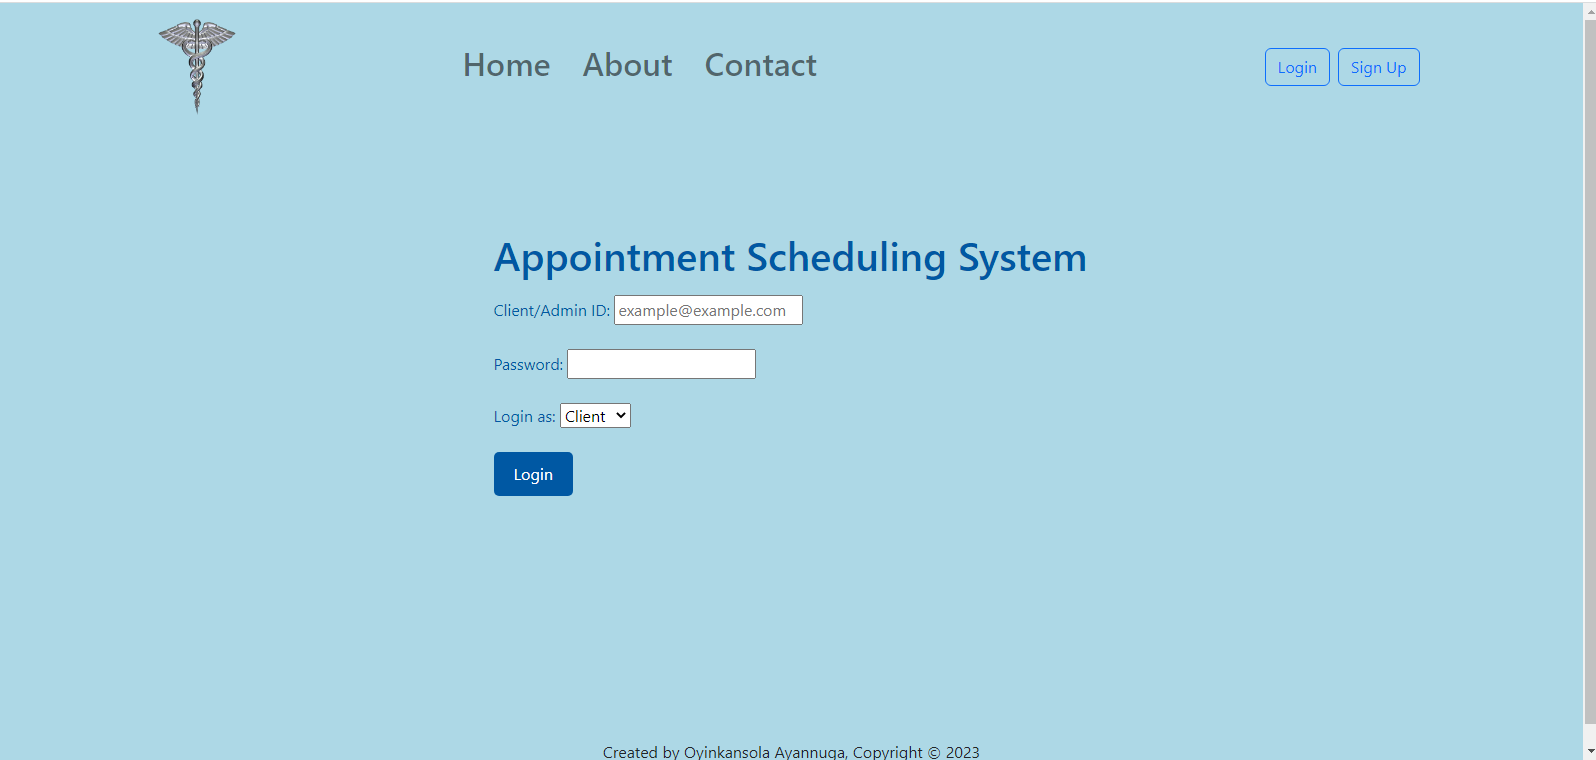 Home About Contact
Login Sign Up
Appointment Scheduling System
Client/Admin ID: example@example.com
Password:
Login as: Client
Login
Created by Oyinkansola Ayannuga, Copyright © 2023